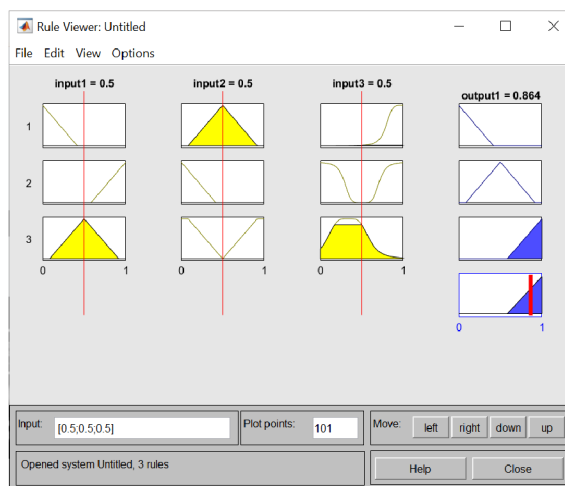 Rule Viewer: Untitled
File Edit View Options
input1 = 0.5 input2 = 0.5 input3 = 0.5 output1 = 0.864
1
2
3
0 1 0 1 0 1
0 1
Input: [0.5;0.5;0.5] Plot points: 101 Move: left right down up
Opened system Untitled, 3 rules Help Close